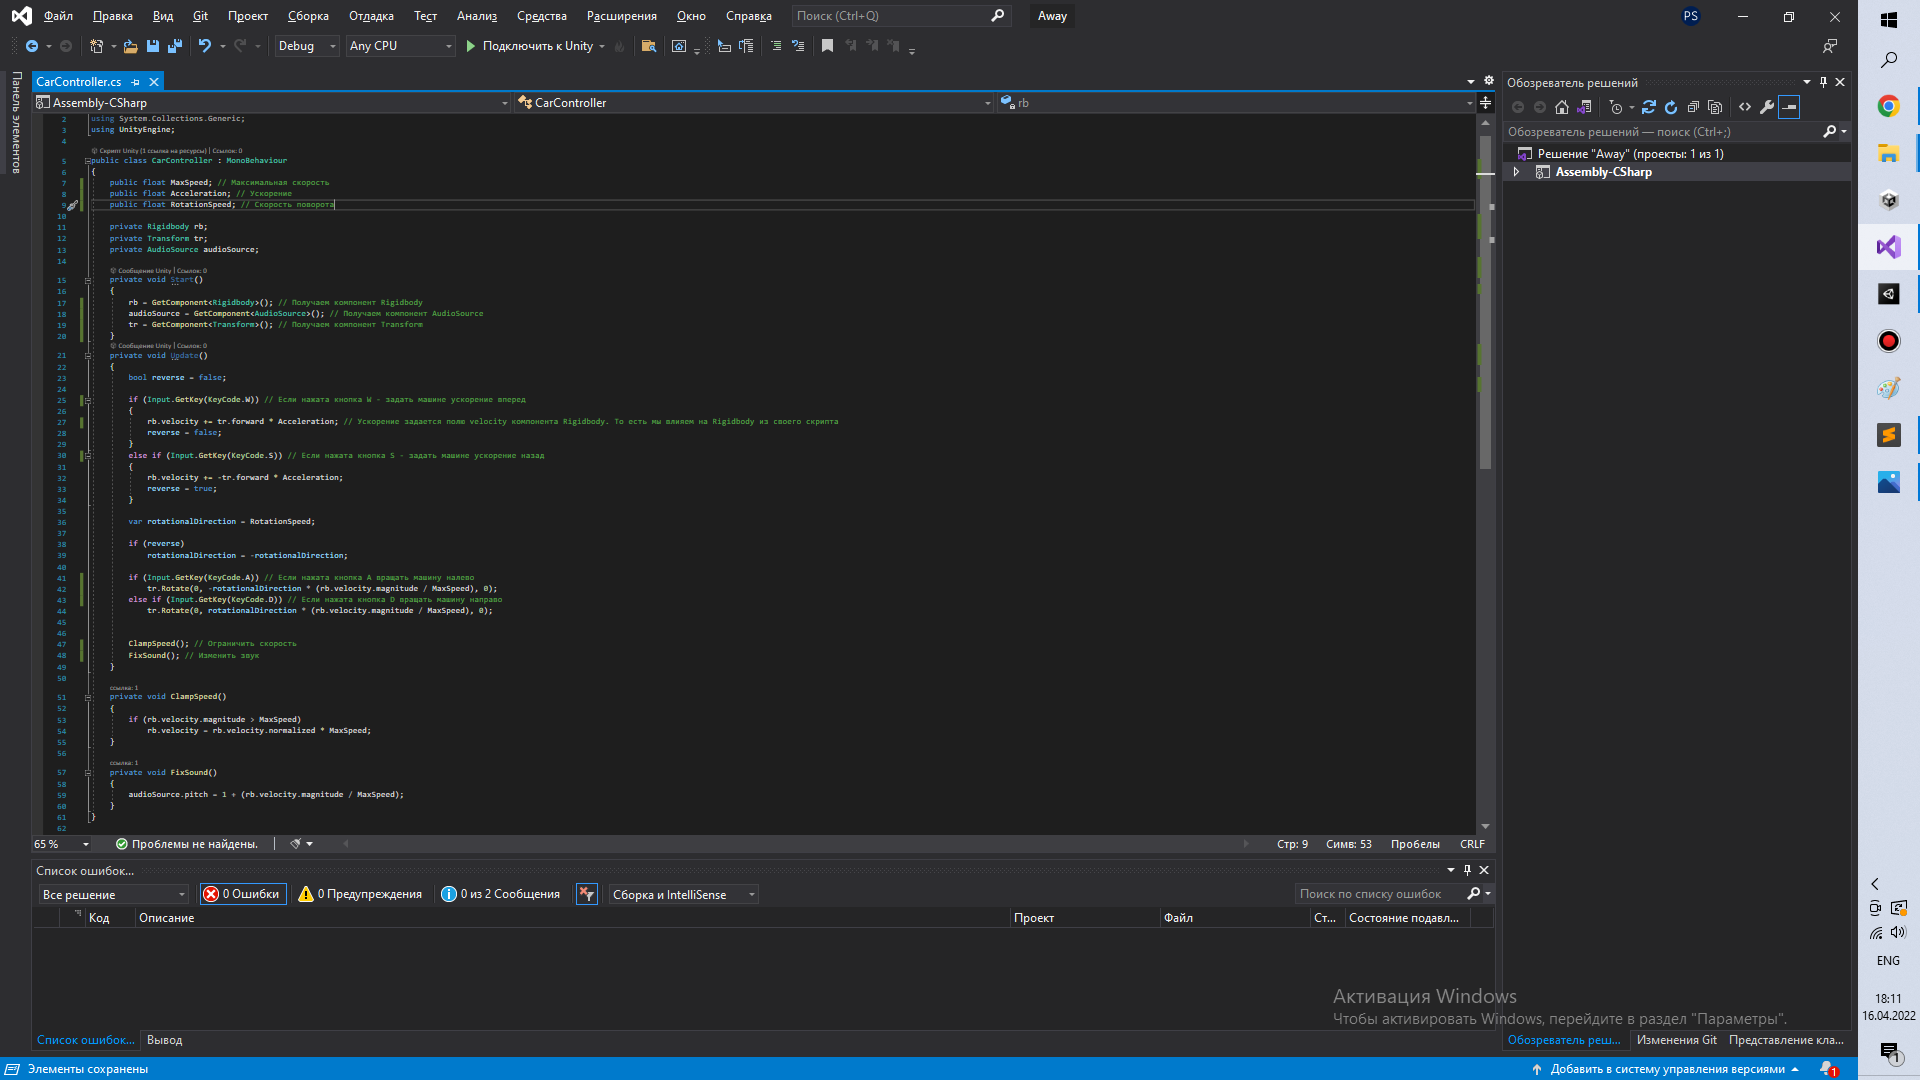 Файл Правка Вид Git Проект Сборка Отладка Тест Анализ Средства Расширения Окно Справка Поиск (Ctrl+Q) Away PS
Debug Any CPU Подключить к Unity
Панель элементов
CarController.cs
Assembly-CSharp CarController rb
2 using System.Collections.Generic;
3 using UnityEngine;
4
Скрипт Unity (1 ссылка на ресурсы) | Ссылок: 0
5 public class CarController : MonoBehaviour
6 {
7 public float MaxSpeed; // Максимальная скорость
8 public float Acceleration; // Ускорение
9 public float RotationSpeed; // Скорость поворота
10
11 private Rigidbody rb;
12 private Transform tr;
13 private AudioSource audioSource;
14
Сообщение Unity | Ссылок: 0
15 private void Start()
16 {
17 rb = GetComponent<Rigidbody>(); // Получаем компонент Rigidbody
18 audioSource = GetComponent<AudioSource>(); // Получаем компонент AudioSource
19 tr = GetComponent<Transform>(); // Получаем компонент Transform
20 }
Сообщение Unity | Ссылок: 0
21 private void Update()
22 {
23 bool reverse = false;
24
25 if (Input.GetKey(KeyCode.W)) // Если нажата кнопка W - задать машине ускорение вперед
26 {
27 rb.velocity += tr.forward * Acceleration; // Ускорение задается полю velocity компонента Rigidbody. То есть мы влияем на Rigidbody из своего скрипта
28 reverse = false;
29 }
30 else if (Input.GetKey(KeyCode.S)) // Если нажата кнопка S - задать машине ускорение назад
31 {
32 rb.velocity += -tr.forward * Acceleration;
33 reverse = true;
34 }
35
36 var rotationalDirection = RotationSpeed;
37
38 if (reverse)
39 rotationalDirection = -rotationalDirection;
40
41 if (Input.GetKey(KeyCode.A)) // Если нажата кнопка A вращать машину налево
42 tr.Rotate(0, -rotationalDirection * (rb.velocity.magnitude / MaxSpeed), 0);
43 else if (Input.GetKey(KeyCode.D)) // Если нажата кнопка D вращать машину направо
44 tr.Rotate(0, rotationalDirection * (rb.velocity.magnitude / MaxSpeed), 0);
45
46
47 ClampSpeed(); // Ограничить скорость
48 FixSound(); // Изменить звук
49 }
50
ссылка: 1
51 private void ClampSpeed()
52 {
53 if (rb.velocity.magnitude > MaxSpeed)
54 rb.velocity = rb.velocity.normalized * MaxSpeed;
55 }
56
ссылка: 1
57 private void FixSound()
58 {
59 audioSource.pitch = 1 + (rb.velocity.magnitude / MaxSpeed);
60 }
61 }
62
65 % Проблемы не найдены. Стр: 9 Симв: 53 Пробелы CRLF
Список ошибок...
Все решение 0 Ошибки 0 Предупреждения 0 из 2 Сообщения Сборка и IntelliSense Поиск по списку ошибок
Код Описание Проект Файл Ст... Состояние подавл...
Список ошибок... Вывод
Обозреватель решений
Обозреватель решений — поиск (Ctrl+;)
Решение "Away" (проекты: 1 из 1)
Assembly-CSharp
Активация Windows
Чтобы активировать Windows, перейдите в раздел "Параметры".
Обозреватель реш... Изменения Git Представление кла...
Элементы сохранены Добавить в систему управления версиями 1
ENG
18:11
16.04.2022
1